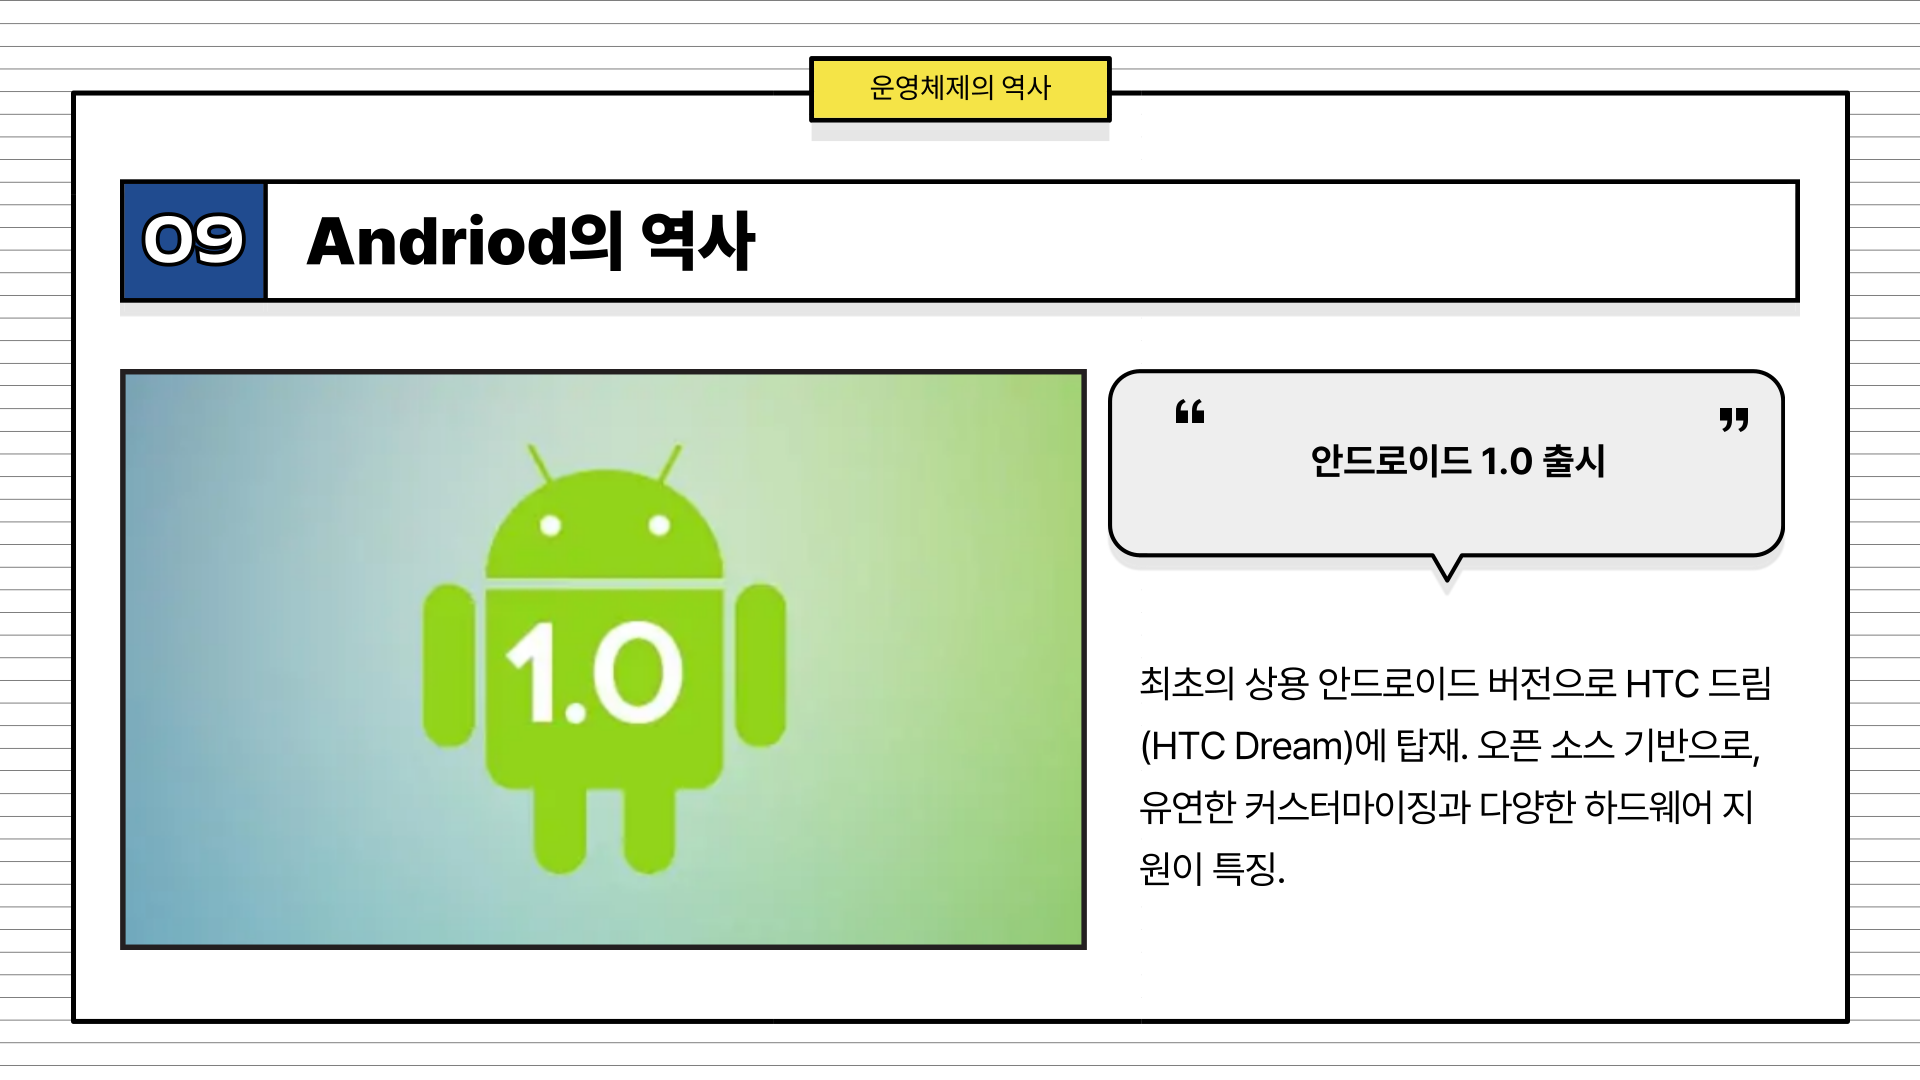 운영체제의 역사
09
Andriod의 역사
1.0
“ ”
안드로이드 1.0 출시
최초의 상용 안드로이드 버전으로 HTC 드림
(HTC Dream)에 탑재. 오픈 소스 기반으로,
유연한 커스터마이징과 다양한 하드웨어 지
원이 특징.